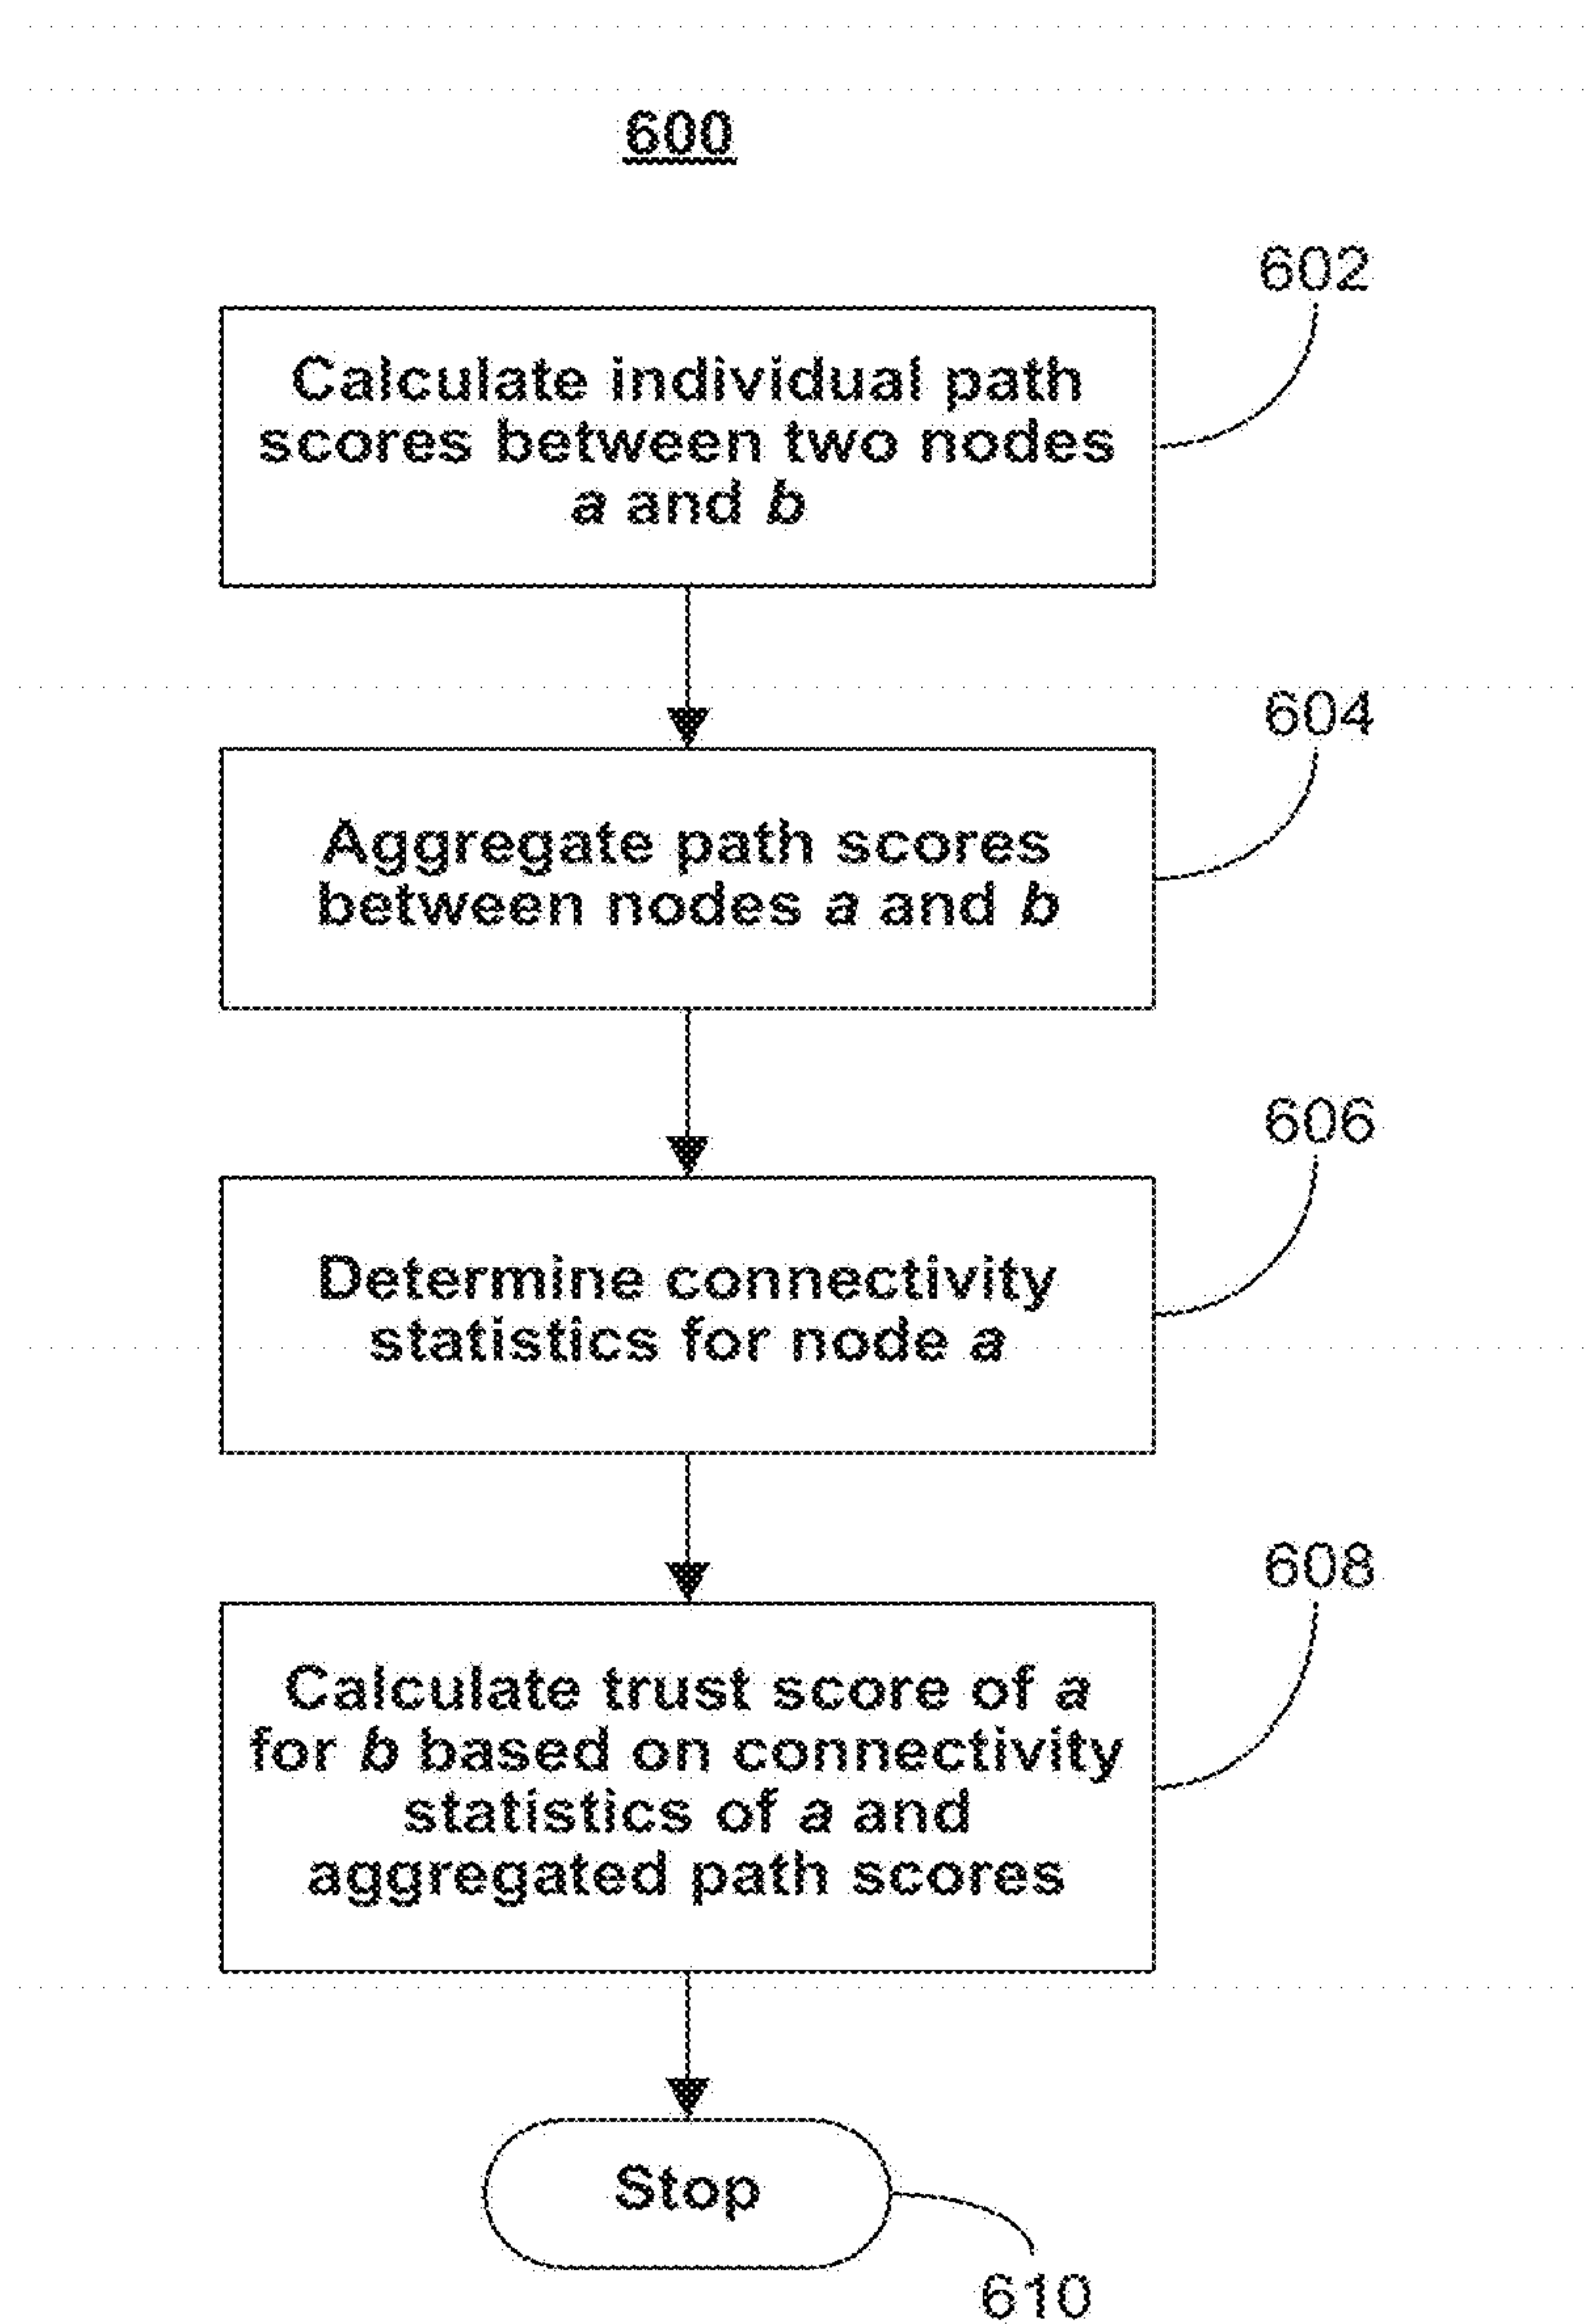 600
602
Calculate individual path
scores between two nodes
a and b
604
Aggregate path scores
between nodes a and b
606
Determine connectivity
statistics for node a
608
Calculate trust score of a
for b based on connectivity
statistics of a and
aggregated path scores
Stop
610